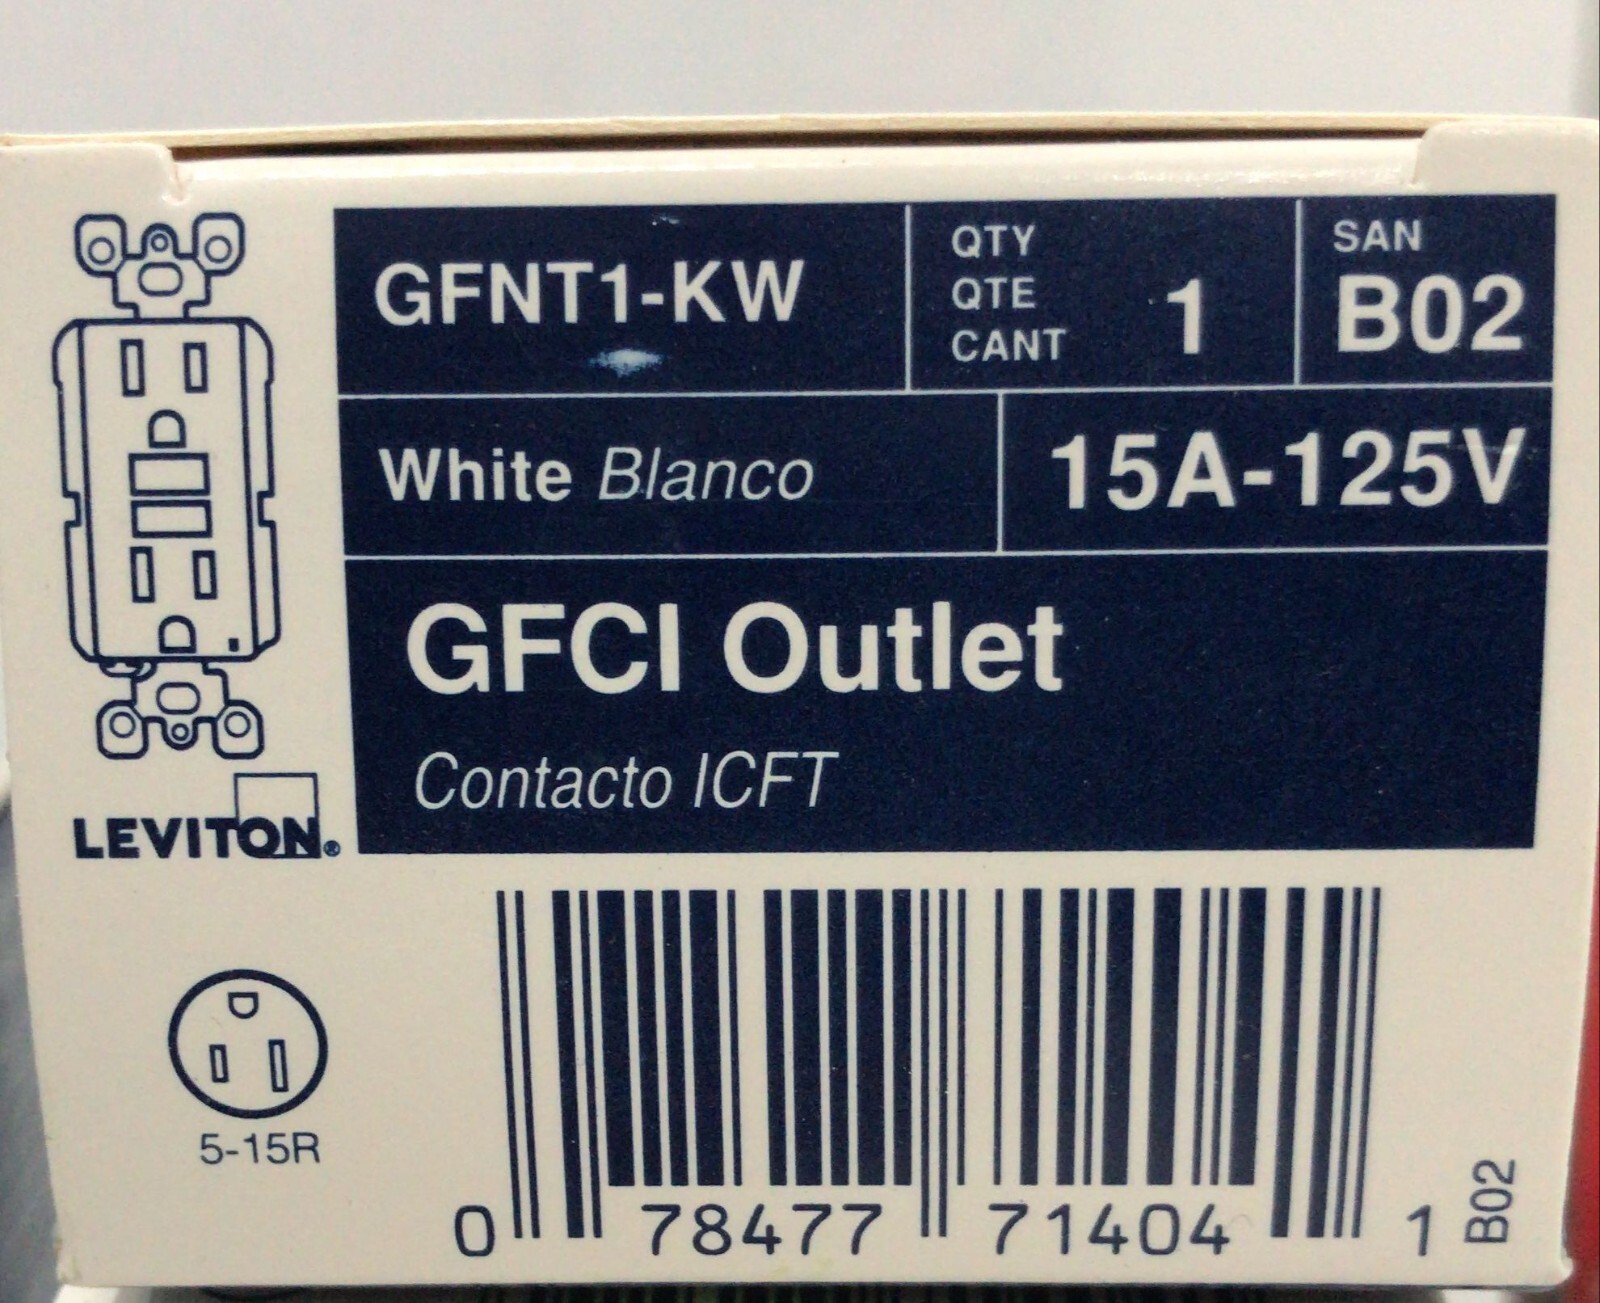 GFNT1-KW
QTY
QTE
CANT
1
SAN
B02
White Blanco
15A-125V
GFCI Outlet
Contacto ICFT
LEVITON®
5-15R
0 78477 71404 1
B02